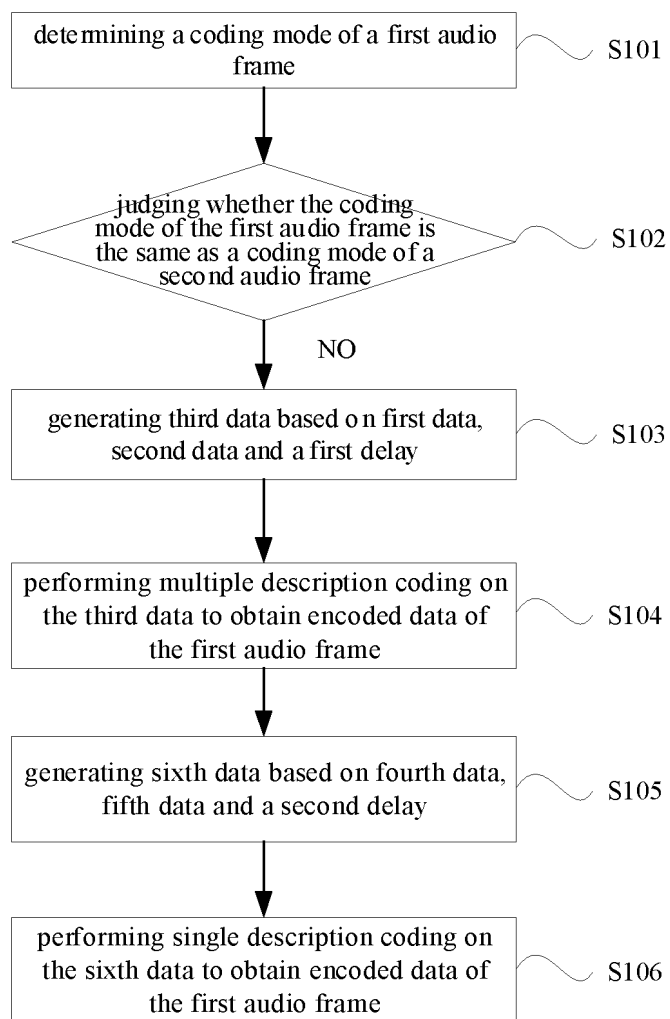 determining a coding mode of a first audio
frame
S101
judging whether the coding
mode of the first audio frame is
the same as a coding mode of a
second audio frame
S102
NO
generating third data based on first data,
second data and a first delay
S103
performing multiple description coding on
the third data to obtain encoded data of
the first audio frame
S104
generating sixth data based on fourth data,
fifth data and a second delay
S105
performing single description coding on
the sixth data to obtain encoded data of
the first audio frame
S106